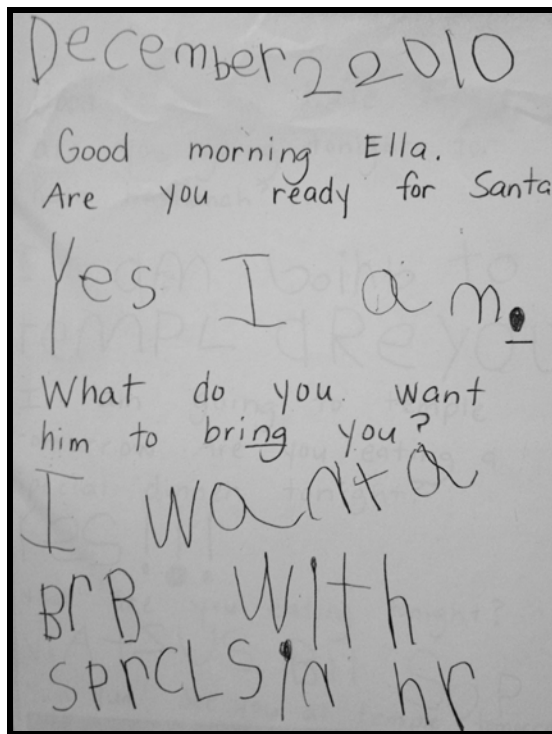 December 2 2010
Good morning Ella.
Are you ready for Santa
Yes I am.
What do you want
him to bring you?
I want a
BrB WITh
SPrCLS in hr